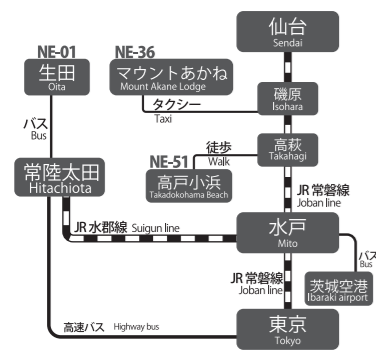 仙台
Sendai
NE-01
NE-36
生田
Oita
マウントあかね
Mount Akane Lodge
磯原
Isohara
タクシー
Taxi
バス
Bus
徒歩
Walk
高萩
Takahagi
NE-51
高戸小浜
Takadokohama Beach
常陸太田
Hitachiota
JR 常磐線
Joban line
JR 水郡線 Suigun line
水戸
Mito
バス
Bus
JR 常磐線
Joban line
茨城空港
Ibaraki airport
高速バス Highway bus
東京
Tokyo